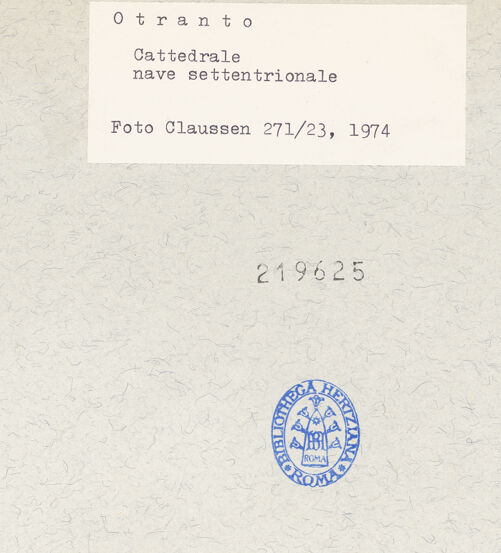 O t r a n t o
Cattedrale
nave settentrionale
Foto Claussen 271/23, 1974
219625
BIBLIOTHECA HERTZIANA
ROMA
ROMA